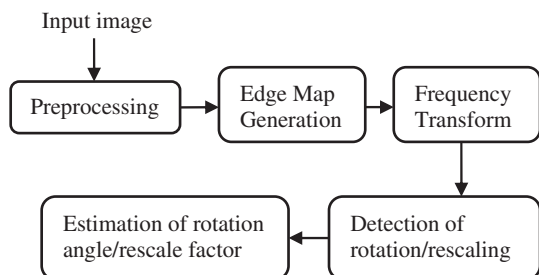 Input image
Preprocessing
Edge Map
Generation
Frequency
Transform
Detection of
rotation/rescaling
Estimation of rotation
angle/rescale factor